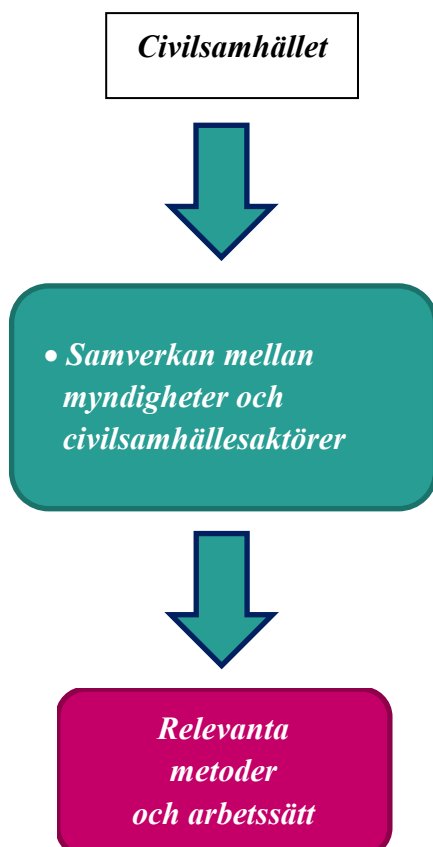 Civilsamhället
• Samverkan mellan
myndigheter och
civilsamhällesaktörer
Relevanta
metoder
och arbetssätt